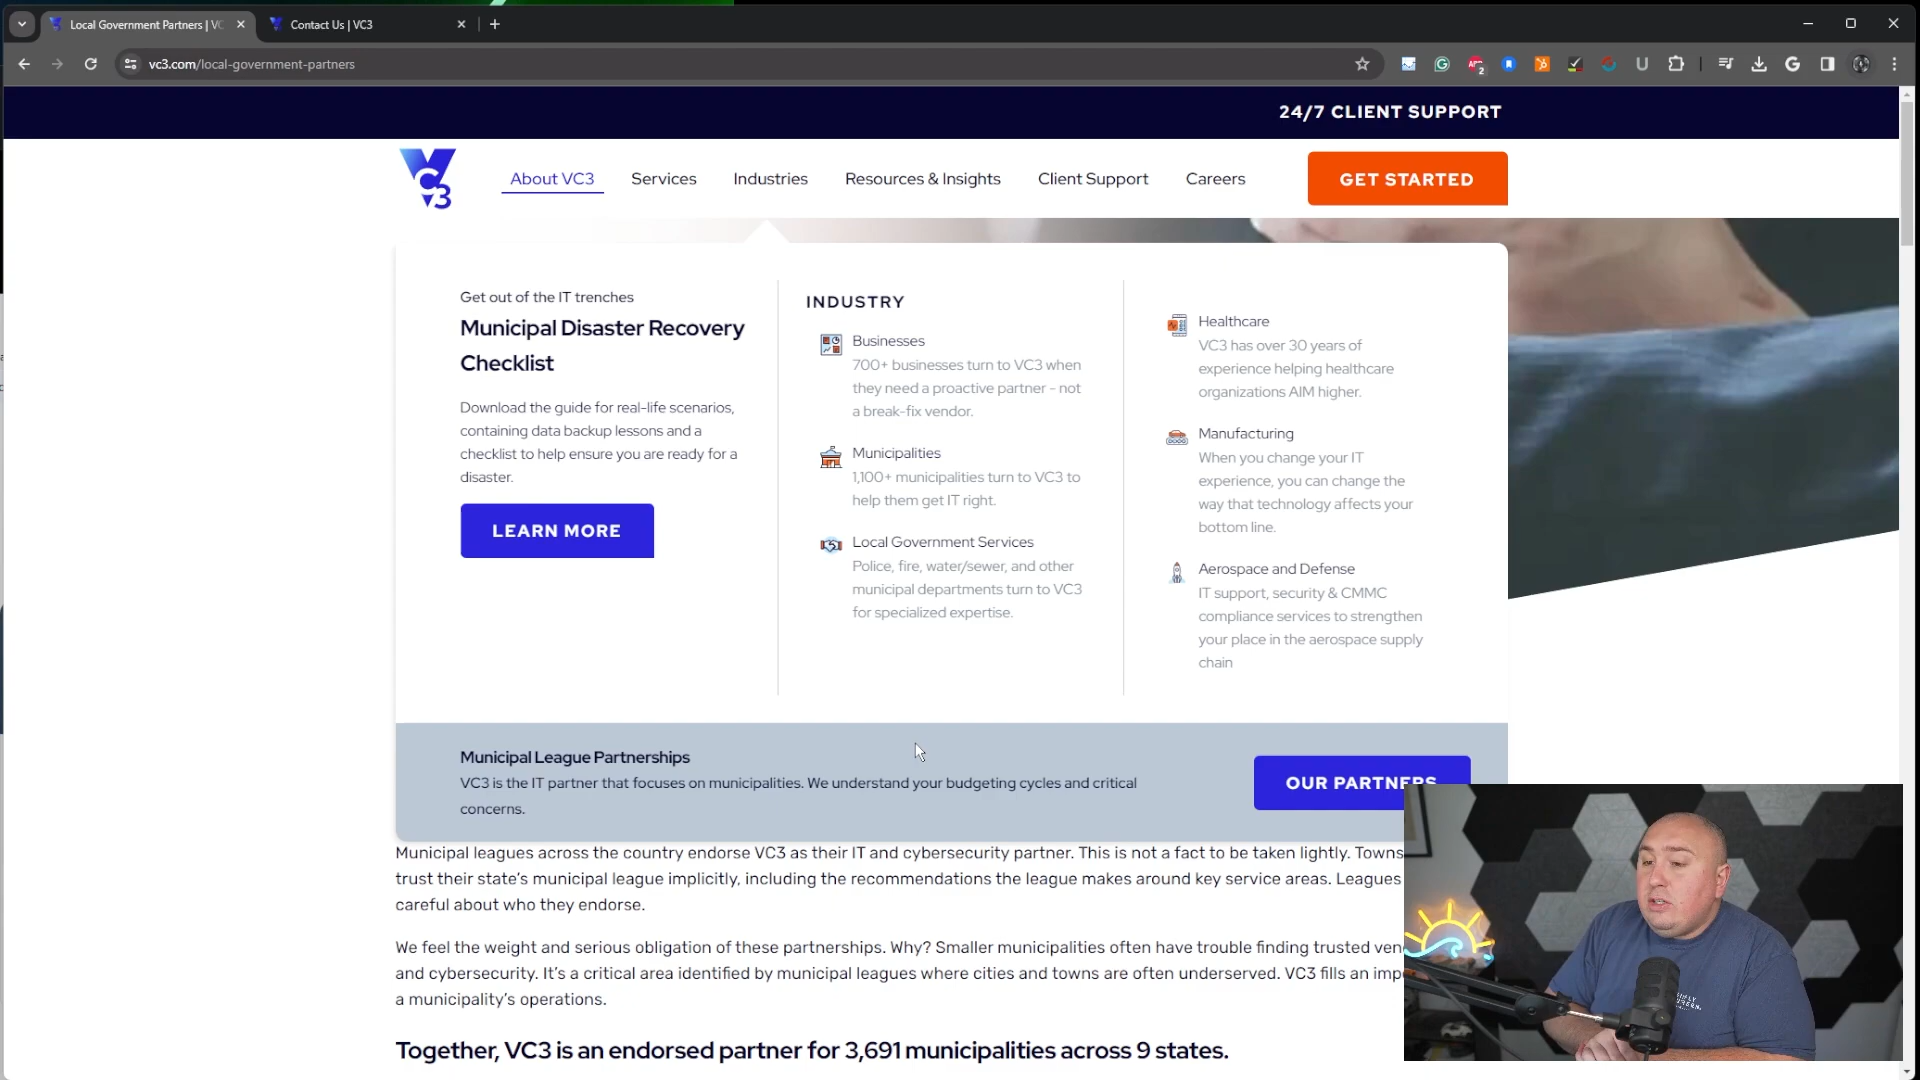 Local Government Partners | VC
Contact Us | VC3
vc3.com/local-government-partners
2
24/7 CLIENT SUPPORT
VC3
About VC3
Services
Industries
Resources & Insights
Client Support
Careers
GET STARTED
Get out of the IT trenches
Municipal Disaster Recovery
Checklist
Download the guide for real-life scenarios,
containing data backup lessons and a
checklist to help ensure you are ready for a
disaster.
LEARN MORE
INDUSTRY
Businesses
700+ businesses turn to VC3 when
they need a proactive partner - not
a break-fix vendor.
Municipalities
1,100+ municipalities turn to VC3 to
help them get IT right.
Local Government Services
Police, fire, water/sewer, and other
municipal departments turn to VC3
for specialized expertise.
Healthcare
VC3 has over 30 years of
experience helping healthcare
organizations AIM higher.
Manufacturing
When you change your IT
experience, you can change the
way that technology affects your
bottom line.
Aerospace and Defense
IT support, security & CMMC
compliance services to strengthen
your place in the aerospace supply
chain
Municipal League Partnerships
VC3 is the IT partner that focuses on municipalities. We understand your budgeting cycles and critical
concerns.
OUR PARTNERS
Municipal leagues across the country endorse VC3 as their IT and cybersecurity partner. This is not a fact to be taken lightly. Towns
trust their state's municipal league implicitly, including the recommendations the league makes around key service areas. Leagues
careful about who they endorse.
We feel the weight and serious obligation of these partnerships. Why? Smaller municipalities often have trouble finding trusted ven
and cybersecurity. It's a critical area identified by municipal leagues where cities and towns are often underserved. VC3 fills an imp
a municipality's operations.
Together, VC3 is an endorsed partner for 3,691 municipalities across 9 states.